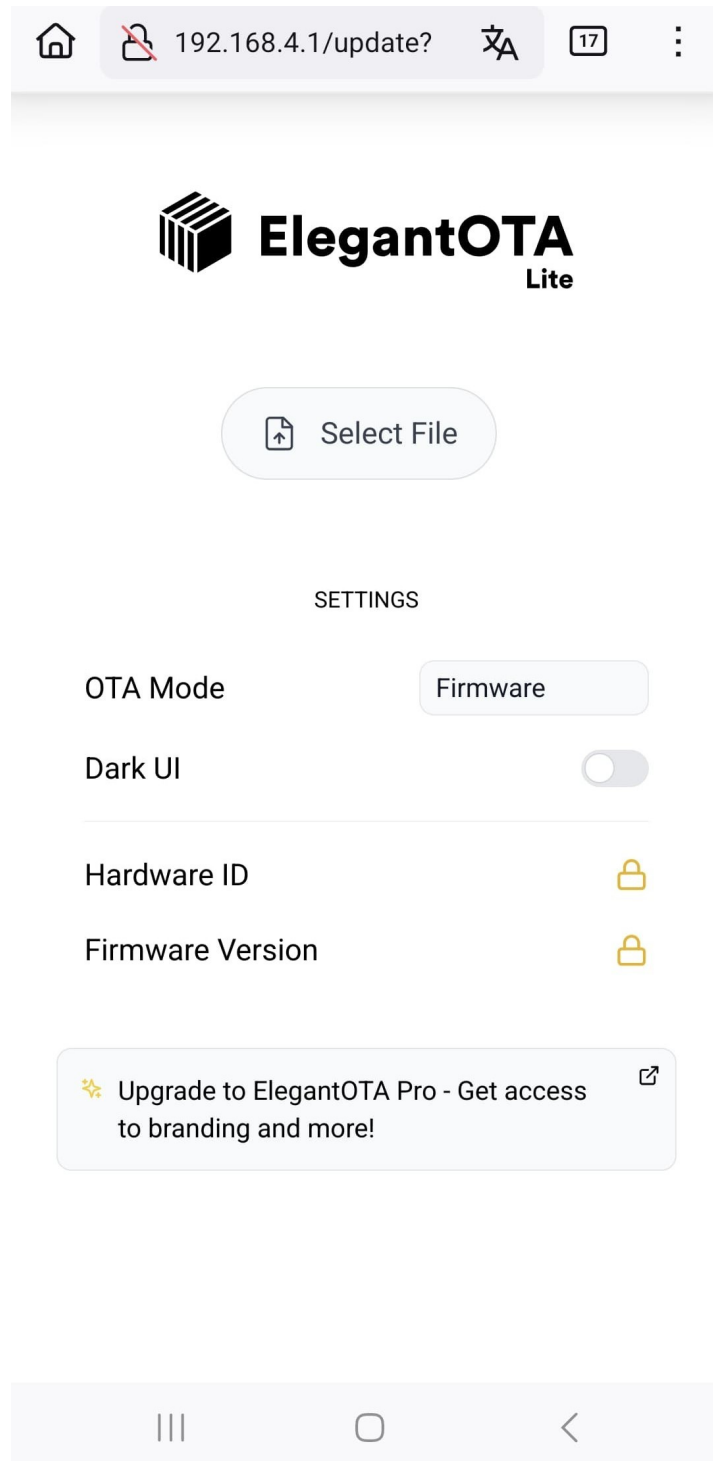 192.168.4.1/update?
17
ElegantOTA
Lite
Select File
SETTINGS
OTA Mode
Firmware
Dark UI
Hardware ID
Firmware Version
Upgrade to ElegantOTA Pro - Get access
to branding and more!